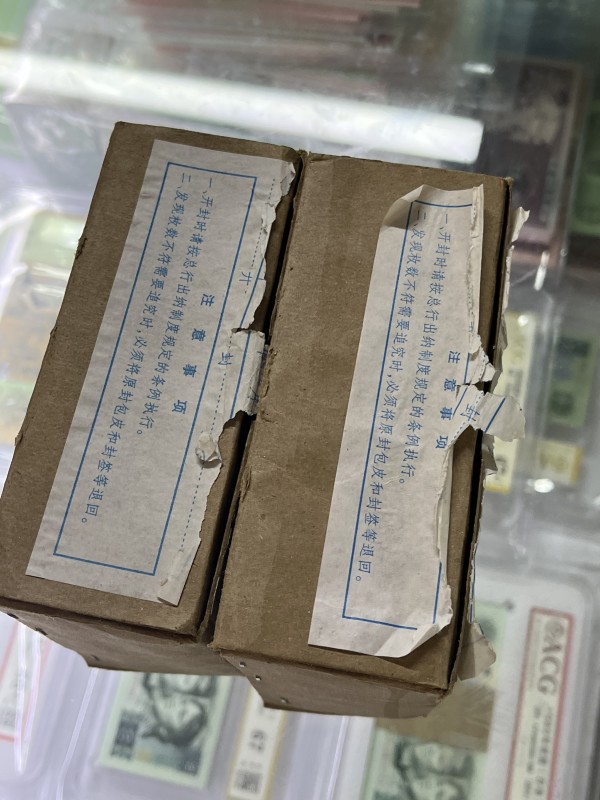 注意事项
一、开封时请按总行出纳制度规定的条例执行。
二、发现枚数不符需要追究时,必须将原封包皮和封签等退回。
开
封
注意事项
一、开封时请按总行出纳制度规定的条例执行。
二、发现枚数不符需要追究时,必须将原封包皮和封签等退回。
封
ACG
67